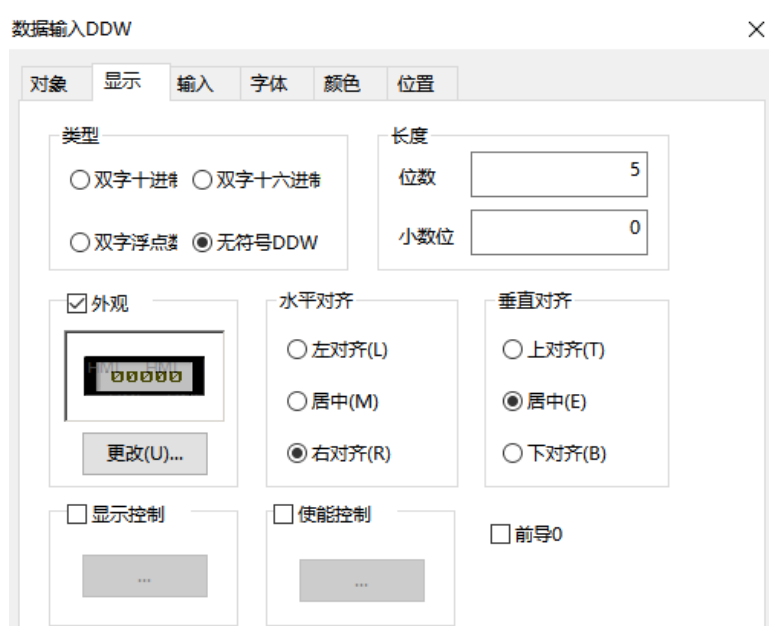 数据输入DDW
对象 显示 输入 字体 颜色 位置
类型
双字十进制 双字十六进制
双字浮点数 无符号DDW
长度
位数 5
小数位 0
外观
HMI HMI
00000
更改(U)...
水平对齐
左对齐(L)
居中(M)
右对齐(R)
垂直对齐
上对齐(T)
居中(E)
下对齐(B)
显示控制
...
使能控制
...
前导0